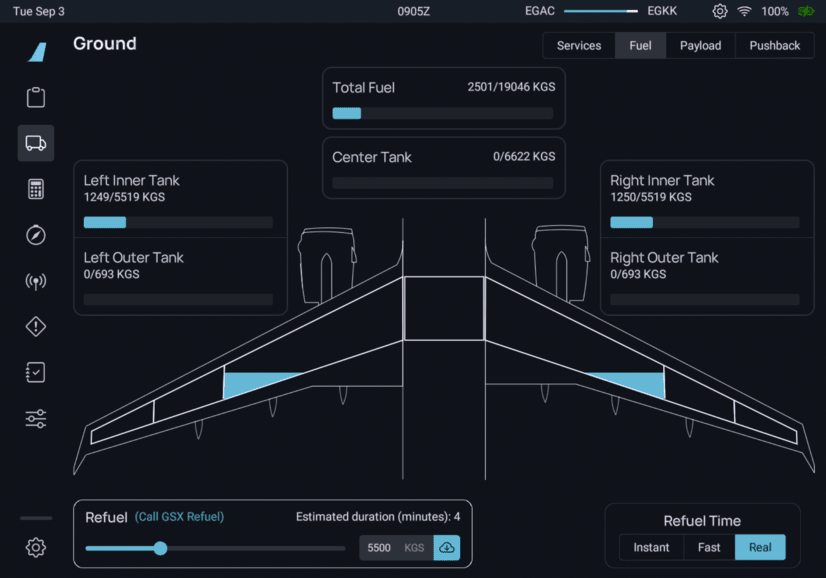 Tue Sep 3
0905Z
EGAC
EGKK
100%
Ground
Services
Fuel
Payload
Pushback
Total Fuel
2501/19046 KGS
Center Tank
0/6622 KGS
Left Inner Tank
1249/5519 KGS
Left Outer Tank
0/693 KGS
Right Inner Tank
1250/5519 KGS
Right Outer Tank
0/693 KGS
Refuel (Call GSX Refuel)
Estimated duration (minutes): 4
5500 KGS
Refuel Time
Instant
Fast
Real